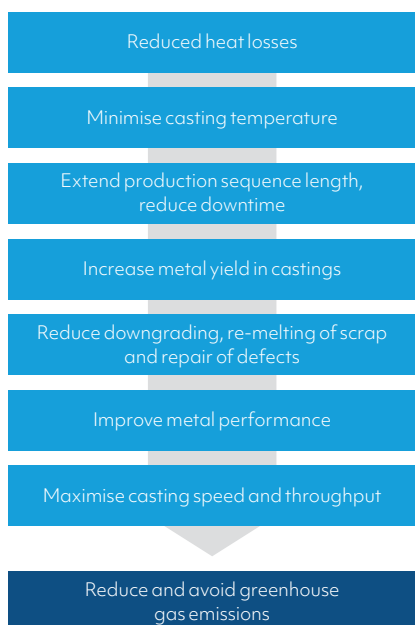 Reduced heat losses
Minimise casting temperature
Extend production sequence length,
reduce downtime
Increase metal yield in castings
Reduce downgrading, re-melting of scrap
and repair of defects
Improve metal performance
Maximise casting speed and throughput
Reduce and avoid greenhouse
gas emissions